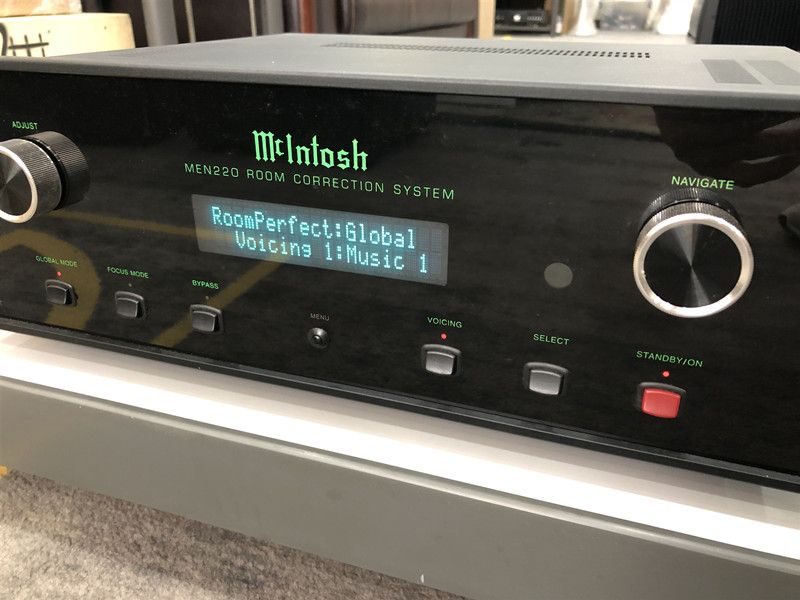 ADJUST
McIntosh
MEN220 ROOM CORRECTION SYSTEM
NAVIGATE
RoomPerfect:Global
Voicing 1:Music 1
GLOBAL MODE
FOCUS MODE
BYPASS
MENU
VOICING
SELECT
STANDBY/ON